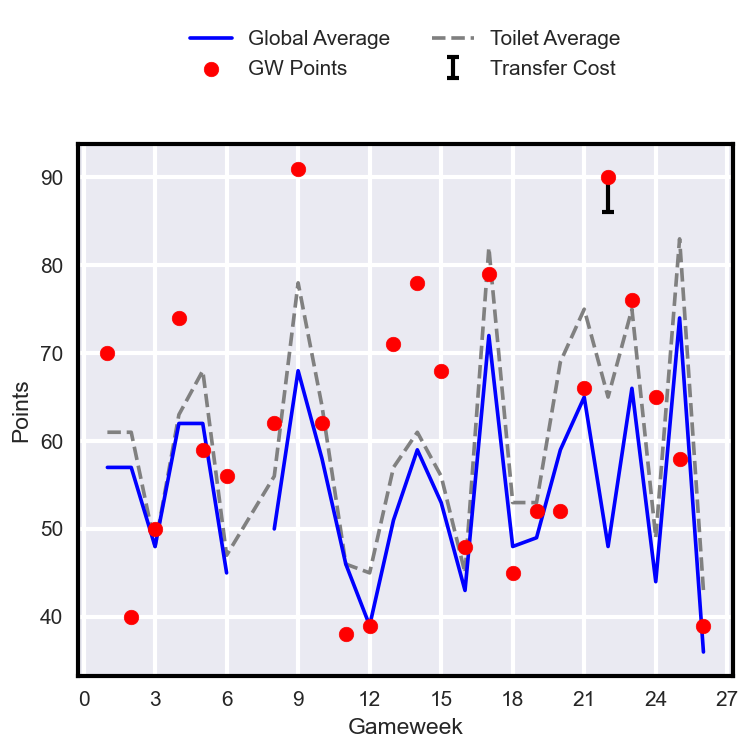 Global Average
Toilet Average
GW Points
Transfer Cost
Points
90
80
70
60
50
40
0 3 6 9 12 15 18 21 24 27
Gameweek